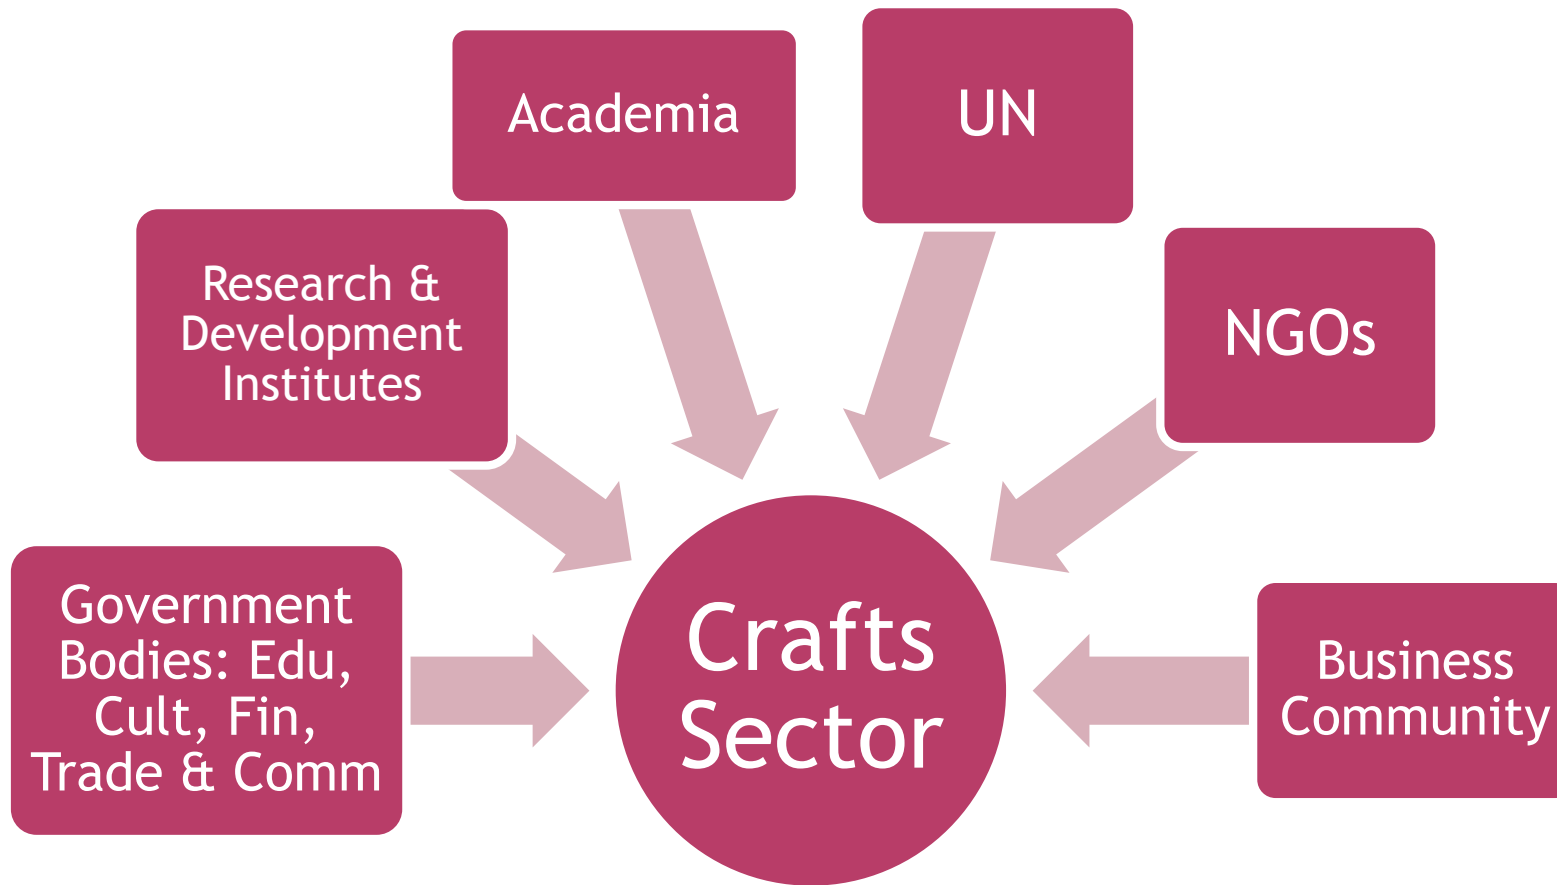 Academia
UN
Research &
Development
Institutes
NGOs
Government
Bodies: Edu,
Cult, Fin,
Trade & Comm
Crafts
Sector
Business
Community